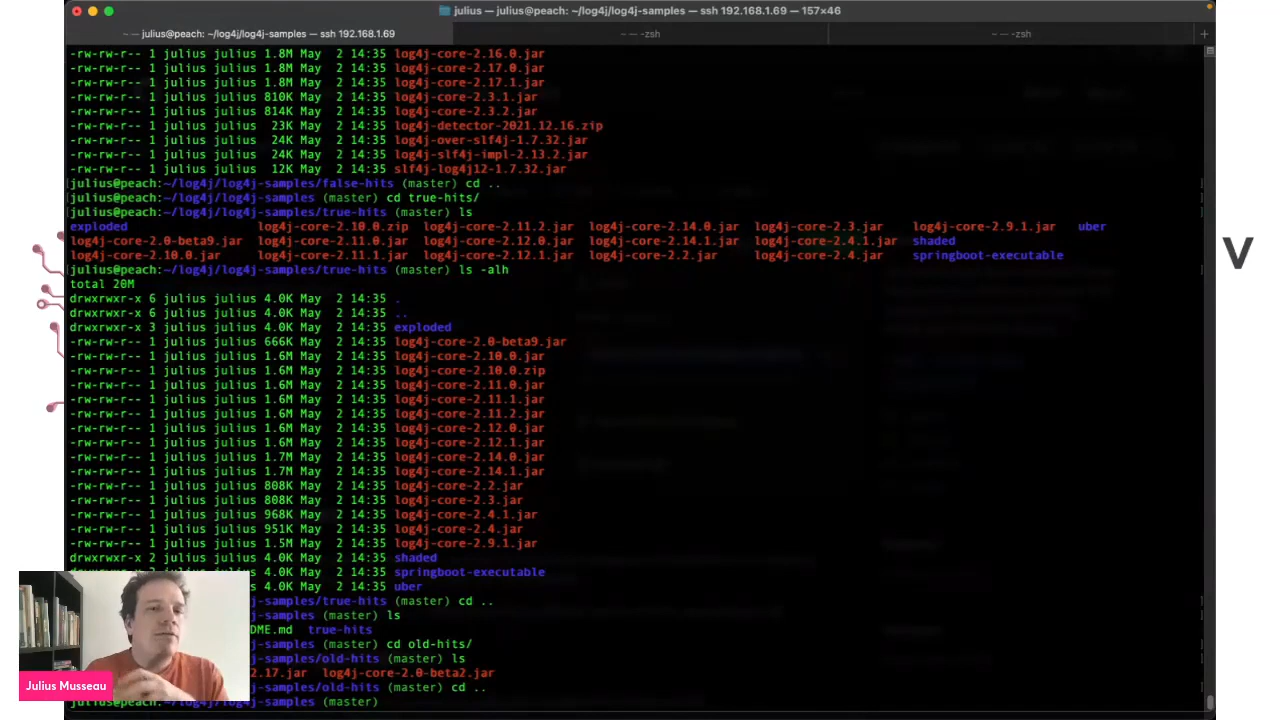 julius — julius@peach: ~/log4j/log4j-samples — ssh 192.168.1.69 — 157×46
~ — julius@peach: ~/log4j/log4j-samples — ssh 192.168.1.69
~ — -zsh
~ — -zsh
+
-rw-rw-r-- 1 julius julius 1.8M May  2 14:35 log4j-core-2.16.0.jar
-rw-rw-r-- 1 julius julius 1.8M May  2 14:35 log4j-core-2.17.0.jar
-rw-rw-r-- 1 julius julius 1.8M May  2 14:35 log4j-core-2.17.1.jar
-rw-rw-r-- 1 julius julius 810K May  2 14:35 log4j-core-2.3.1.jar
-rw-rw-r-- 1 julius julius 814K May  2 14:35 log4j-core-2.3.2.jar
-rw-rw-r-- 1 julius julius  23K May  2 14:35 log4j-detector-2021.12.16.zip
-rw-rw-r-- 1 julius julius  24K May  2 14:35 log4j-over-slf4j-1.7.32.jar
-rw-rw-r-- 1 julius julius  24K May  2 14:35 log4j-slf4j-impl-2.13.2.jar
-rw-rw-r-- 1 julius julius  12K May  2 14:35 slf4j-log4j12-1.7.32.jar
julius@peach:~/log4j/log4j-samples/false-hits (master) cd ..
julius@peach:~/log4j/log4j-samples (master) cd true-hits/
julius@peach:~/log4j/log4j-samples/true-hits (master) ls
exploded log4j-core-2.10.0.zip log4j-core-2.11.2.jar log4j-core-2.14.0.jar log4j-core-2.3.jar log4j-core-2.9.1.jar uber
log4j-core-2.0-beta9.jar log4j-core-2.11.0.jar log4j-core-2.12.0.jar log4j-core-2.14.1.jar log4j-core-2.4.1.jar shaded
log4j-core-2.10.0.jar log4j-core-2.11.1.jar log4j-core-2.12.1.jar log4j-core-2.2.jar log4j-core-2.4.jar springboot-executable
julius@peach:~/log4j/log4j-samples/true-hits (master) ls -alh
total 20M
drwxrwxr-x 6 julius julius 4.0K May  2 14:35 .
drwxrwxr-x 6 julius julius 4.0K May  2 14:35 ..
drwxrwxr-x 3 julius julius 4.0K May  2 14:35 exploded
-rw-rw-r-- 1 julius julius 666K May  2 14:35 log4j-core-2.0-beta9.jar
-rw-rw-r-- 1 julius julius 1.6M May  2 14:35 log4j-core-2.10.0.jar
-rw-rw-r-- 1 julius julius 1.6M May  2 14:35 log4j-core-2.10.0.zip
-rw-rw-r-- 1 julius julius 1.6M May  2 14:35 log4j-core-2.11.0.jar
-rw-rw-r-- 1 julius julius 1.6M May  2 14:35 log4j-core-2.11.1.jar
-rw-rw-r-- 1 julius julius 1.6M May  2 14:35 log4j-core-2.11.2.jar
-rw-rw-r-- 1 julius julius 1.6M May  2 14:35 log4j-core-2.12.0.jar
-rw-rw-r-- 1 julius julius 1.6M May  2 14:35 log4j-core-2.12.1.jar
-rw-rw-r-- 1 julius julius 1.7M May  2 14:35 log4j-core-2.14.0.jar
-rw-rw-r-- 1 julius julius 1.7M May  2 14:35 log4j-core-2.14.1.jar
-rw-rw-r-- 1 julius julius 808K May  2 14:35 log4j-core-2.2.jar
-rw-rw-r-- 1 julius julius 808K May  2 14:35 log4j-core-2.3.jar
-rw-rw-r-- 1 julius julius 968K May  2 14:35 log4j-core-2.4.1.jar
-rw-rw-r-- 1 julius julius 951K May  2 14:35 log4j-core-2.4.jar
-rw-rw-r-- 1 julius julius 1.5M May  2 14:35 log4j-core-2.9.1.jar
drwxrwxr-x 2 julius julius 4.0K May  2 14:35 shaded
julius 4.0K May  2 14:35 springboot-executable
s 4.0K May  2 14:35 uber
j-samples/true-hits (master) cd ..
j-samples (master) ls
DME.md true-hits
j-samples (master) cd old-hits/
j-samples/old-hits (master) ls
2.17.jar log4j-core-2.0-beta2.jar
j-samples/old-hits (master) cd ..
julius@peach:~/log4j/log4j-samples (master)
Julius Musseau
V